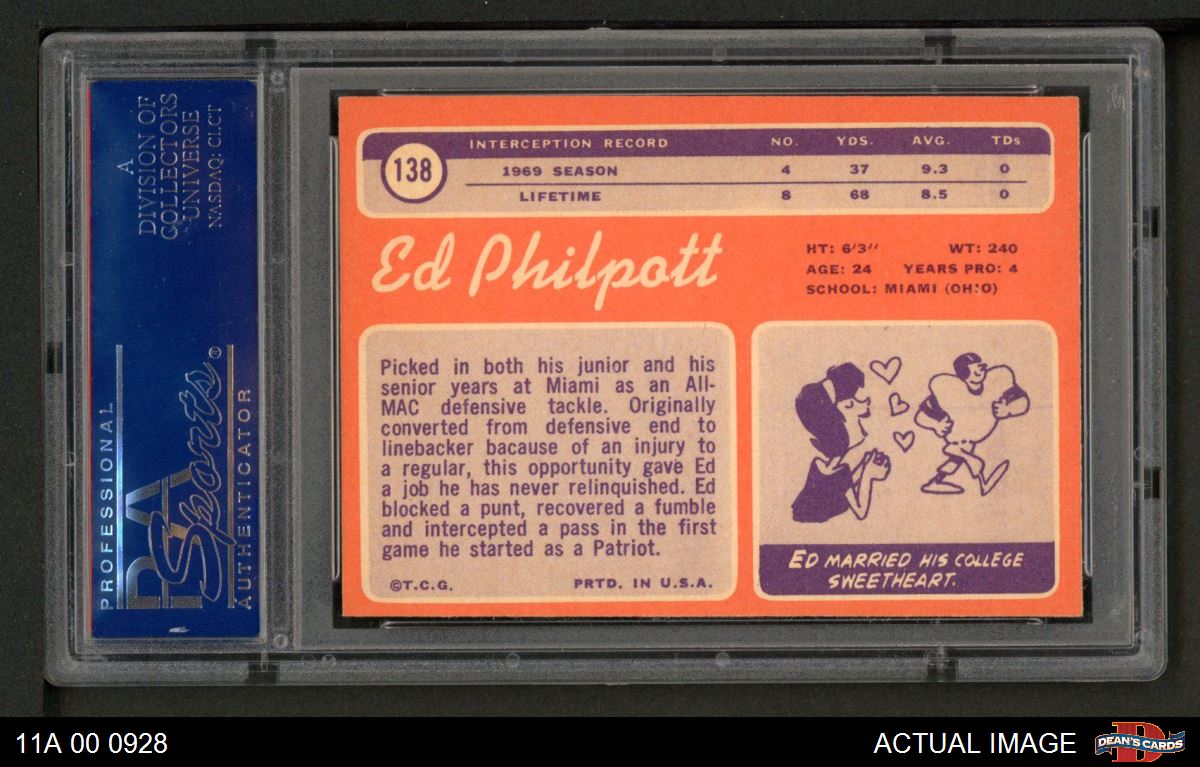 A
DIVISION OF
COLLECTORS
UNIVERSE
NASDAQ: CLCT
PROFESSIONAL
PSA
Sports®
AUTHENTICATOR
138
INTERCEPTION RECORD NO. YDS. AVG. TDs
1969 SEASON 4 37 9.3 0
LIFETIME 8 68 8.5 0
Ed Philpott
HT: 6'3" WT: 240
AGE: 24 YEARS PRO: 4
SCHOOL: MIAMI (OHIO)
Picked in both his junior and his
senior years at Miami as an All-
MAC defensive tackle. Originally
converted from defensive end to
linebacker bacause of an injury to
a regular, this opportunity gave Ed
a job he has never relinquished. Ed
blocked a punt, recovered a fumble
and intercepted a pass in the first
game he started as a Patriot.
©T.C.G. PRTD. IN U.S.A.
ED MARRIED HIS COLLEGE
SWEETHEART.
11A 00 0928
ACTUAL IMAGE
D
DEAN'S CARDS